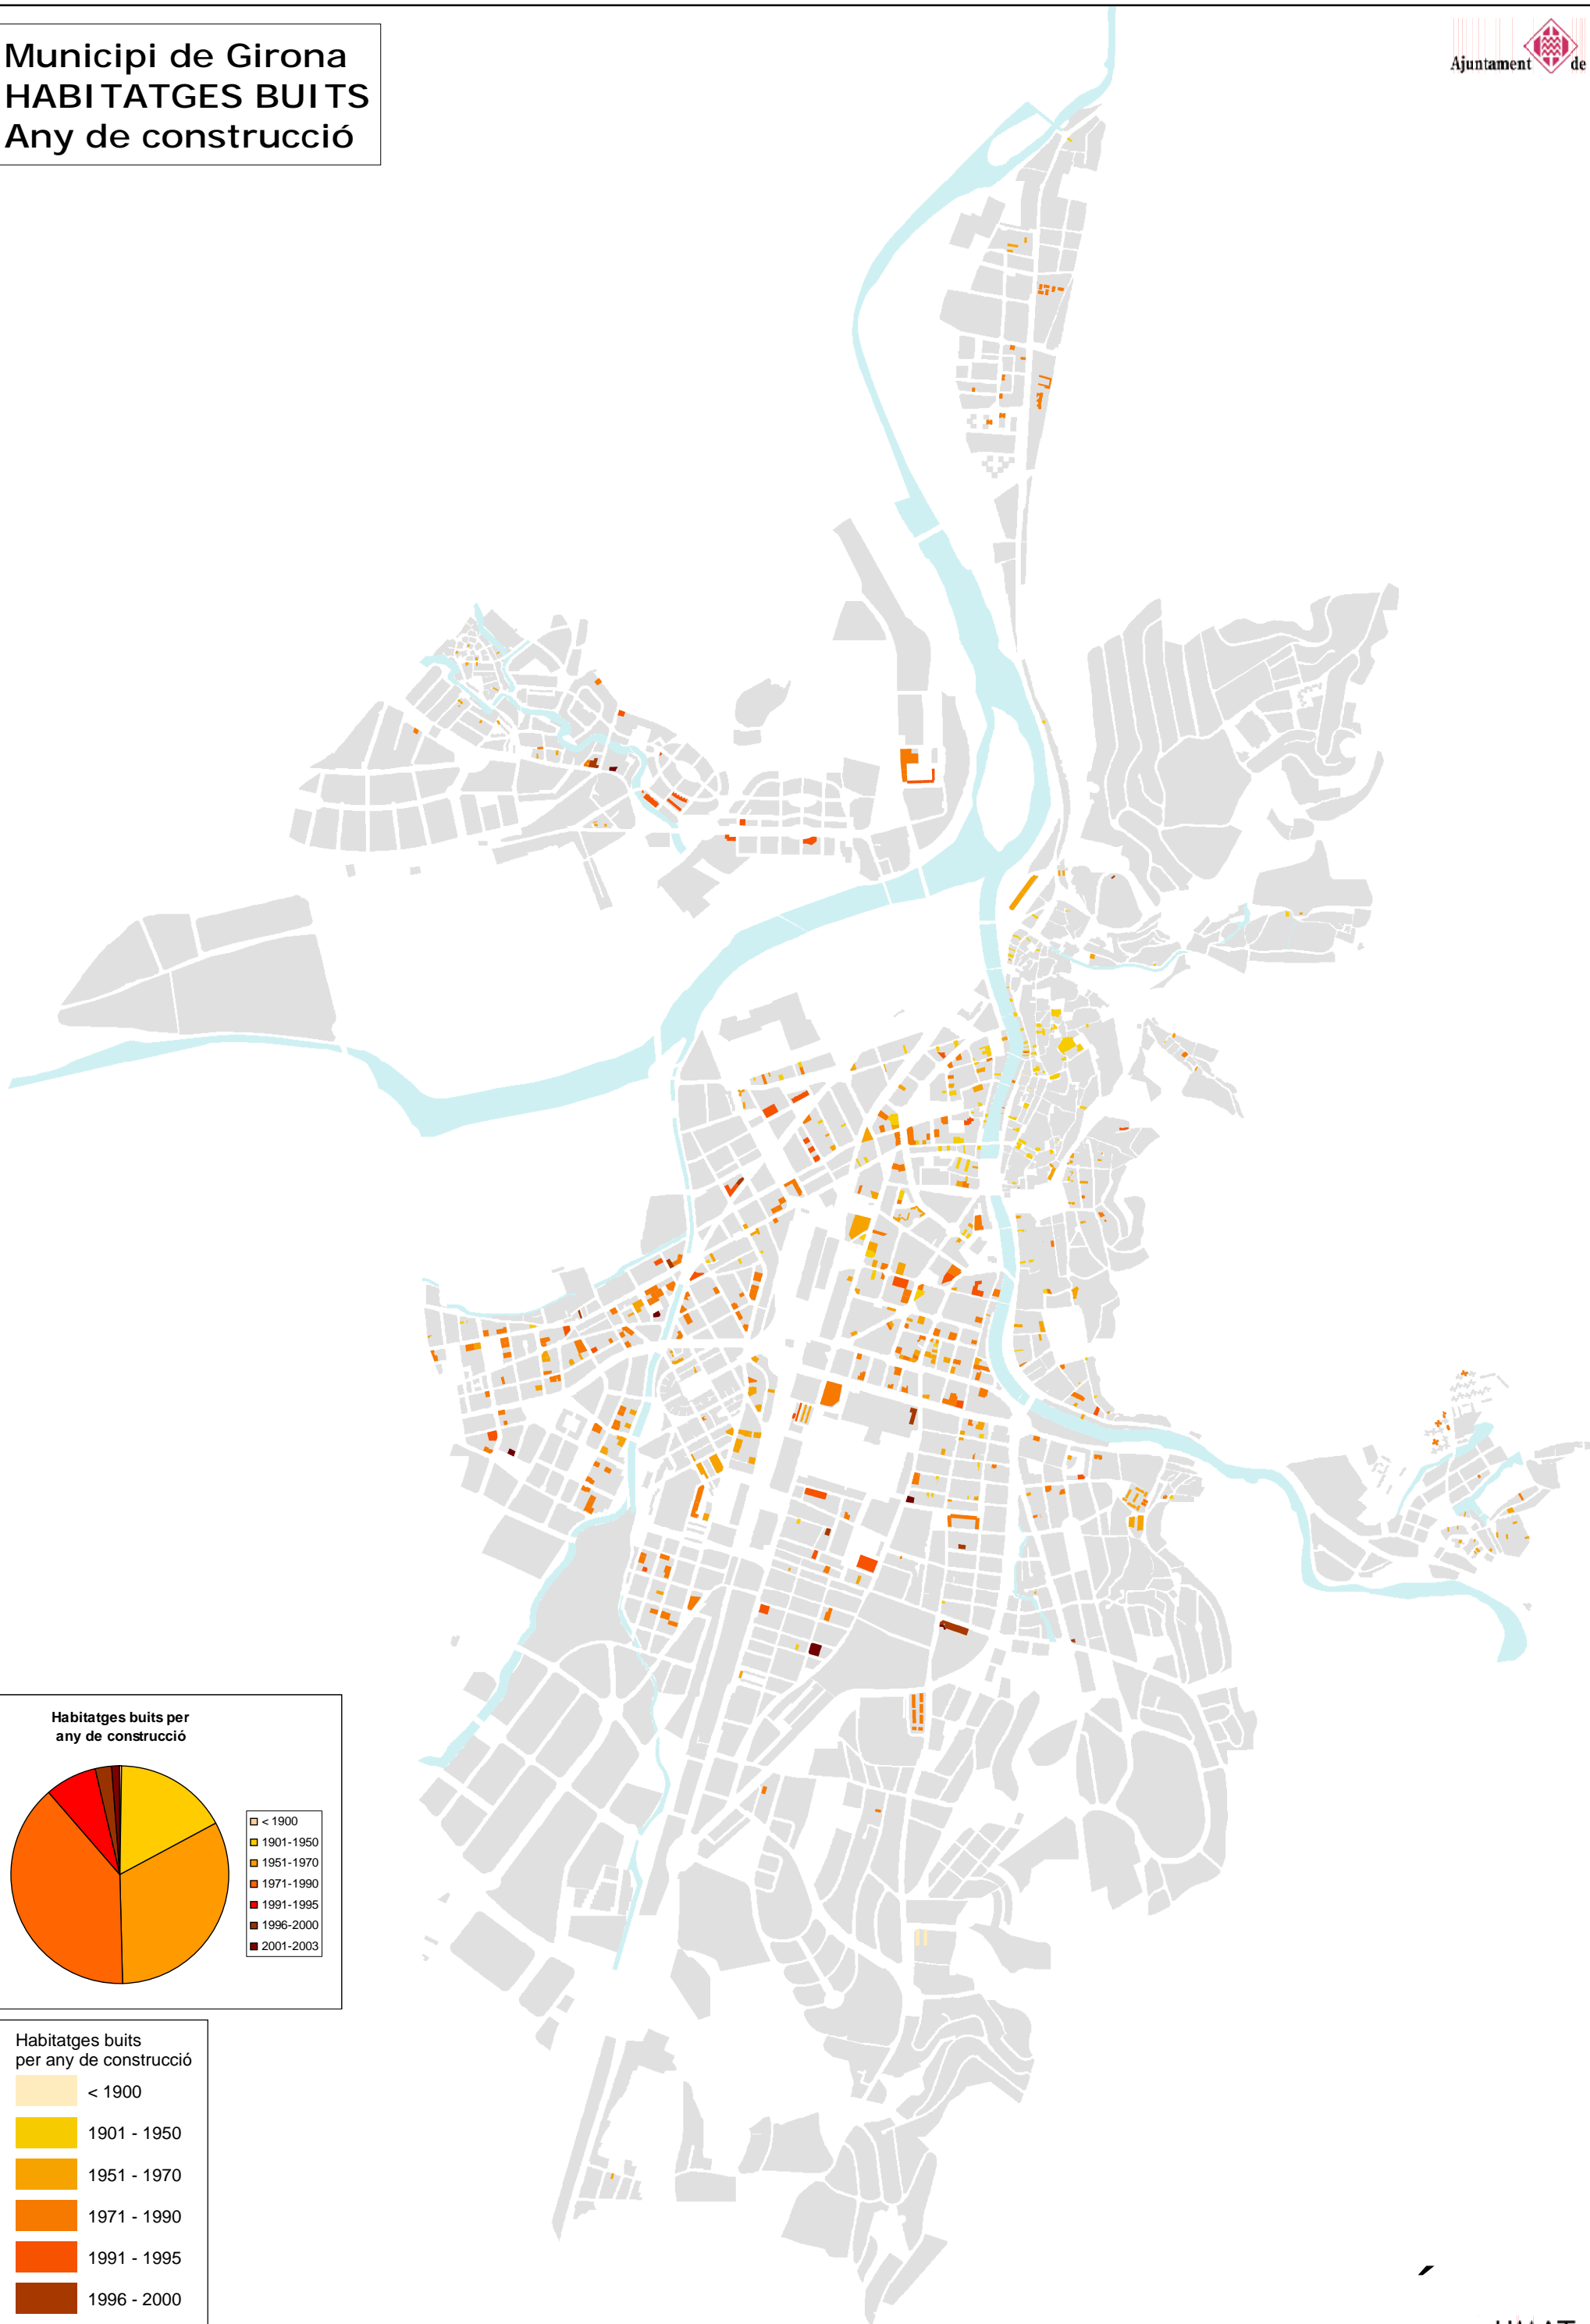 Municipi de Girona
HABITATGES BUITS
Any de construcció
Ajuntament de
Habitatges buits per
any de construcció
< 1900
1901-1950
1951-1970
1971-1990
1991-1995
1996-2000
2001-2003
Habitatges buits
per any de construcció
< 1900
1901 - 1950
1951 - 1970
1971 - 1990
1991 - 1995
1996 - 2000